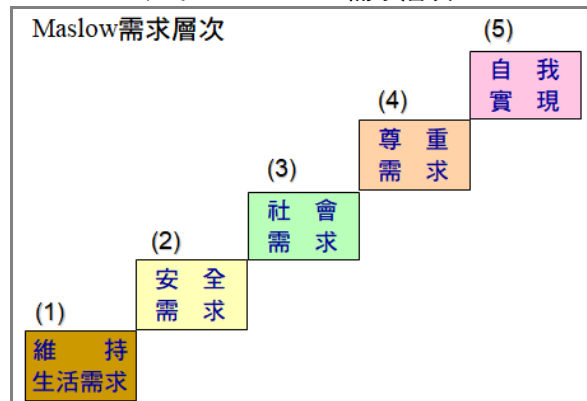 Maslow需求層次
(5)
自 我
實 現
(4)
尊 重
需 求
(3)
社 會
需 求
(2)
安 全
需 求
(1)
維 持
生活需求